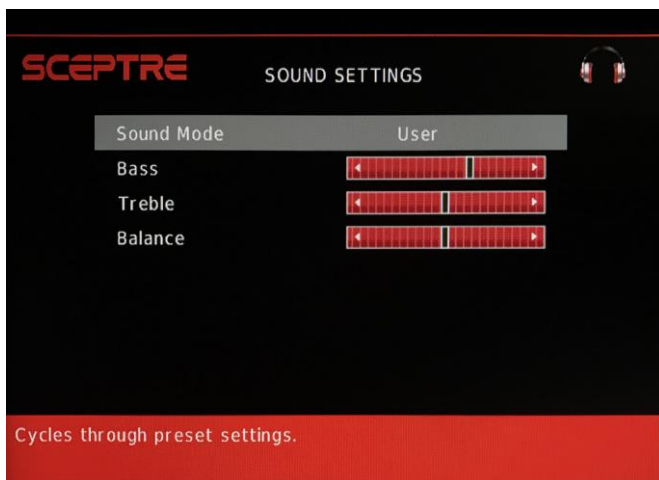 SCEPTRE
SOUND SETTINGS
Sound Mode User
Bass
Treble
Balance
Cycles through preset settings.